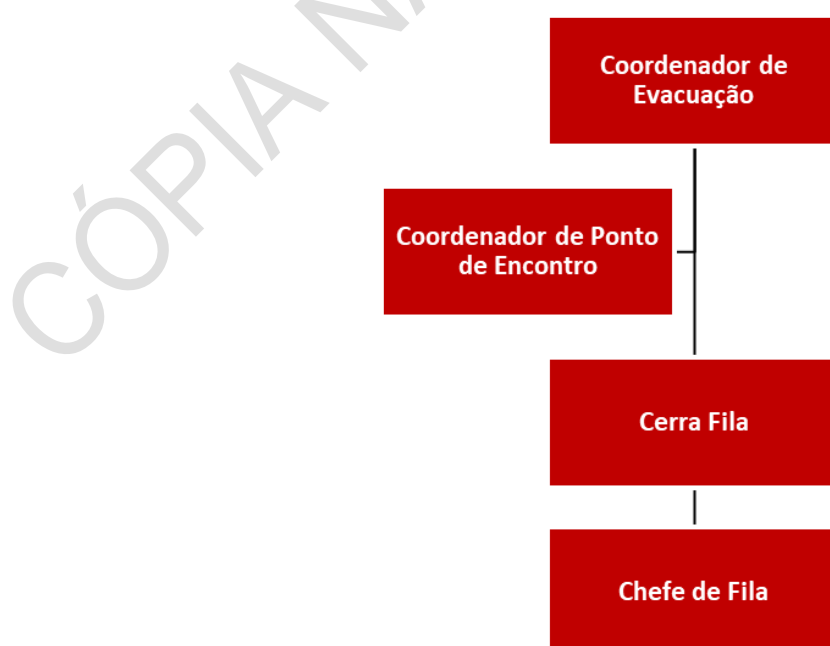 Coordenador de
Evacuação
Coordenador de Ponto
de Encontro
Cerra Fila
Chefe de Fila
CÓPIA